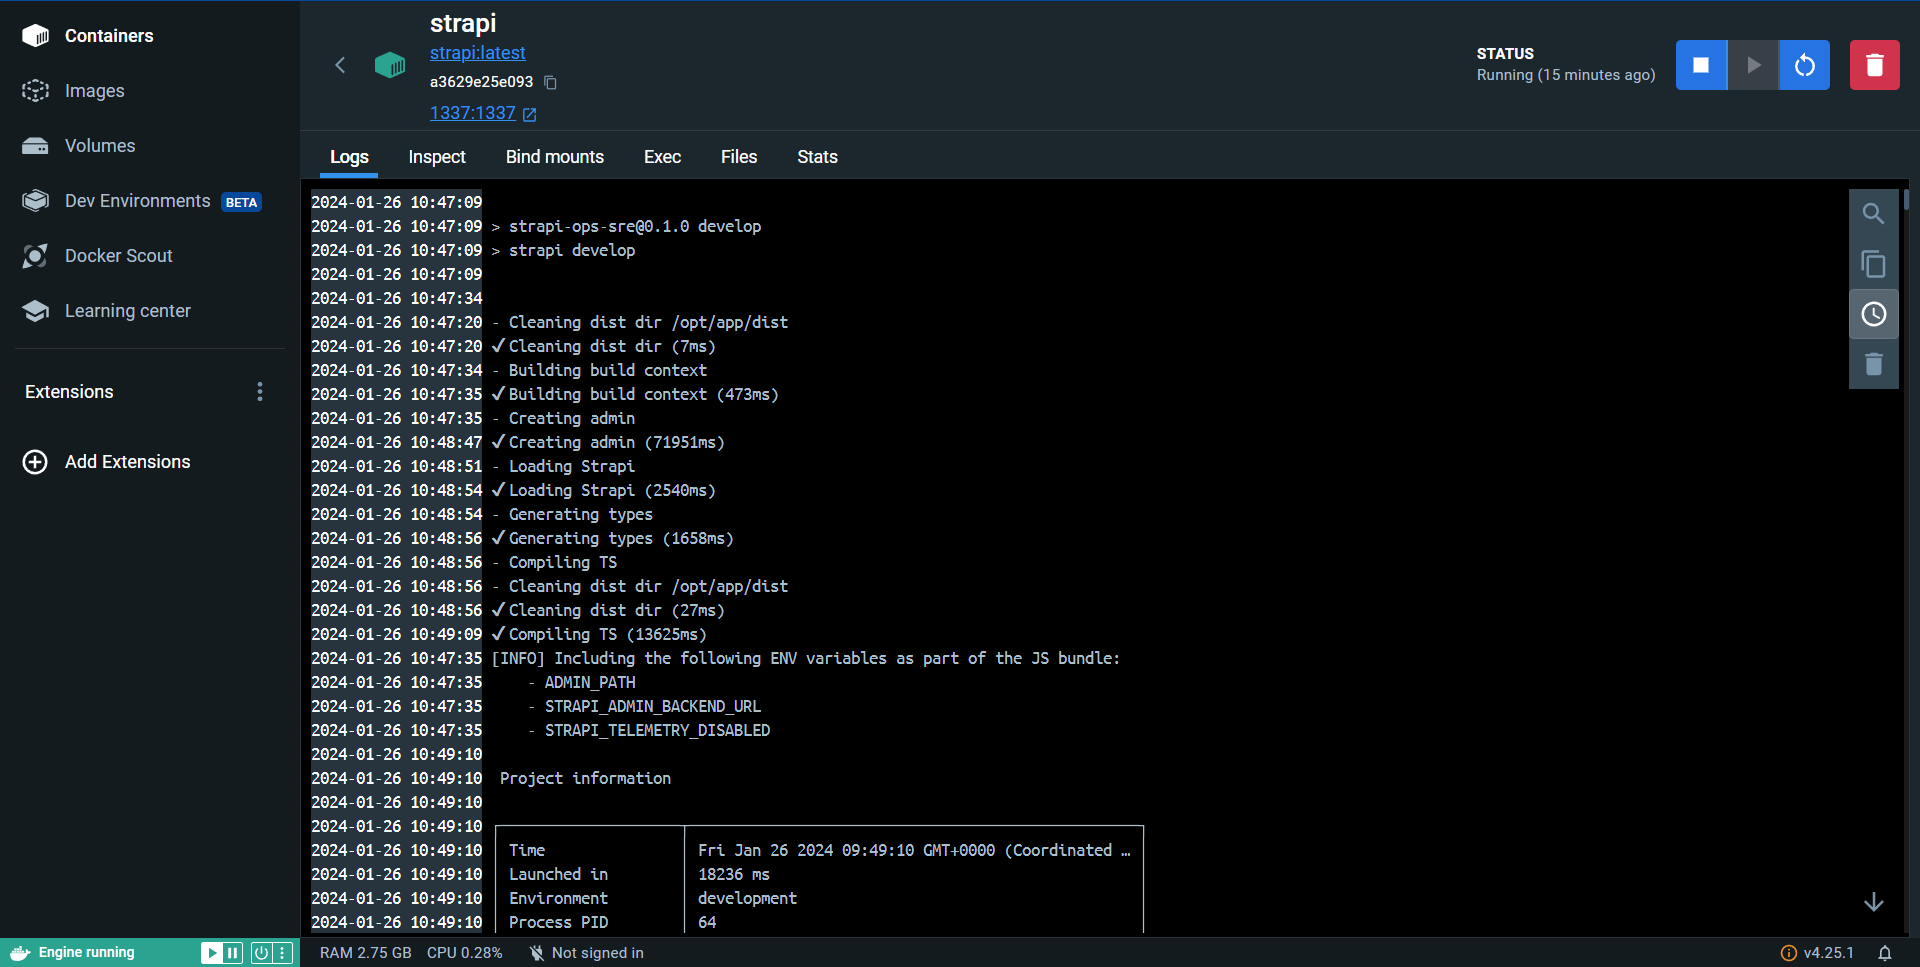 Containers
Images
Volumes
Dev Environments BETA
Docker Scout
Learning center
Extensions
Add Extensions
strapi
strapi:latest
a3629e25e093
1337:1337
STATUS
Running (15 minutes ago)
Logs Inspect Bind mounts Exec Files Stats
2024-01-26 10:47:09
2024-01-26 10:47:09 > strapi-ops-sre@0.1.0 develop
2024-01-26 10:47:09 > strapi develop
2024-01-26 10:47:09
2024-01-26 10:47:34
2024-01-26 10:47:20 - Cleaning dist dir /opt/app/dist
2024-01-26 10:47:20 ✓ Cleaning dist dir (7ms)
2024-01-26 10:47:34 - Building build context
2024-01-26 10:47:35 ✓ Building build context (473ms)
2024-01-26 10:47:35 - Creating admin
2024-01-26 10:48:47 ✓ Creating admin (71951ms)
2024-01-26 10:48:51 - Loading Strapi
2024-01-26 10:48:54 ✓ Loading Strapi (2540ms)
2024-01-26 10:48:54 - Generating types
2024-01-26 10:48:56 ✓ Generating types (1658ms)
2024-01-26 10:48:56 - Compiling TS
2024-01-26 10:48:56 - Cleaning dist dir /opt/app/dist
2024-01-26 10:48:56 ✓ Cleaning dist dir (27ms)
2024-01-26 10:49:09 ✓ Compiling TS (13625ms)
2024-01-26 10:47:35 [INFO] Including the following ENV variables as part of the JS bundle:
2024-01-26 10:47:35 - ADMIN_PATH
2024-01-26 10:47:35 - STRAPI_ADMIN_BACKEND_URL
2024-01-26 10:47:35 - STRAPI_TELEMETRY_DISABLED
2024-01-26 10:49:10
2024-01-26 10:49:10 Project information
2024-01-26 10:49:10
2024-01-26 10:49:10
2024-01-26 10:49:10 Time Fri Jan 26 2024 09:49:10 GMT+0000 (Coordinated …
2024-01-26 10:49:10 Launched in 18236 ms
2024-01-26 10:49:10 Environment development
2024-01-26 10:49:10 Process PID 64
Engine running
RAM 2.75 GB CPU 0.28% Not signed in
v4.25.1